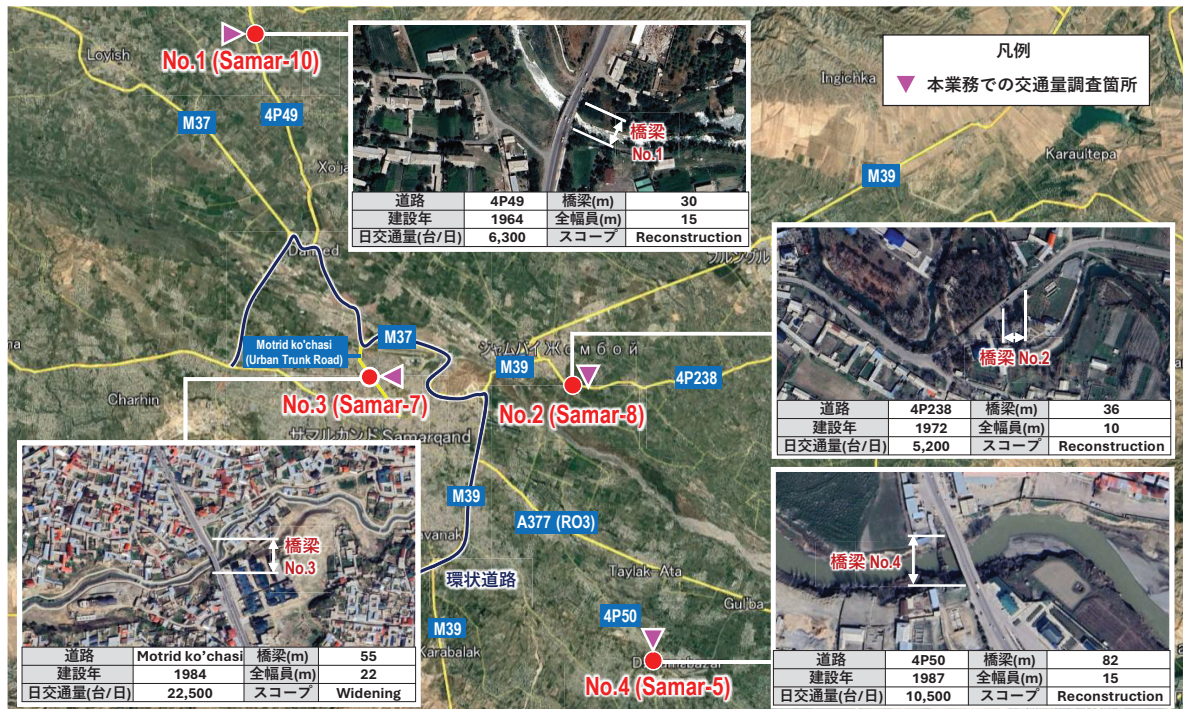 No.1 (Samar-10)
Loyish
M37
4P49
Xo'ja
橋梁
No.1
道路 4P49 橋梁(m) 30
建設年 1964 全幅員(m) 15
日交通量(台/日) 6,300 スコープ Reconstruction
凡例
本業務での交通量調査箇所
Ingichka
Karaultepa
M39
橋梁 No.2
道路 4P238 橋梁(m) 36
建設年 1972 全幅員(m) 10
日交通量(台/日) 5,200 スコープ Reconstruction
Motrid ko'chasi
(Urban Trunk Road)
M37
ジャムバイ Жомбой
M39
4P238
Charhin
No.3 (Samar-7)
No.2 (Samar-8)
サマルカンド Samarqand
M39
A377 (RO3)
環状道路
Taylak Ata
Gul'ba
4P50
M39
Karabalak
No.4 (Samar-5)
橋梁
No.3
道路 Motrid ko'chasi 橋梁(m) 55
建設年 1984 全幅員(m) 22
日交通量(台/日) 22,500 スコープ Widening
橋梁 No.4
道路 4P50 橋梁(m) 82
建設年 1987 全幅員(m) 15
日交通量(台/日) 10,500 スコープ Reconstruction